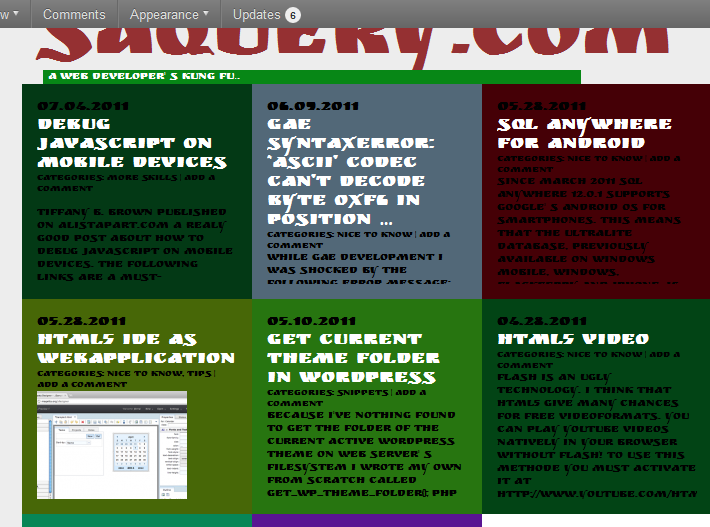 w
Comments
Appearance
Updates 6
SAQUERY.COM
A WEB DEVELOPER'S KUNG FU..
07.04.2011
DEBUG
JAVASCRIPT ON
MOBILE DEVICES
CATEGORIES: MORE SKILLS | ADD A
COMMENT
TIFFANY B. BROWN PUBLISHED
ON ALISTAPART.COM A REALY
GOOD POST ABOUT HOW TO
DEBUG JAVASCRIPT ON MOBILE
DEVICES. THE FOLLOWING
LINKS ARE A MUST-
06.09.2011
GAE
SYNTAXERROR:
'ASCII' CODEC
CAN'T DECODE
BYTE 0XF6 IN
POSITION ...
CATEGORIES: NICE TO KNOW | ADD A
COMMENT
WHILE GAE DEVELOPMENT I
WAS SHOCKED BY THE
FOLLOWING ERROR MESSAGE:
05.28.2011
SQL ANYWHERE
FOR ANDROID
CATEGORIES: NICE TO KNOW | ADD A
COMMENT
SINCE MARCH 2011 SQL
ANYWHERE 12.0.1 SUPPORTS
GOOGLE'S ANDROID OS FOR
SMARTPHONES. THIS MEANS
THAT THE ULTRALITE
DATABASE, PREVIOUSLY
AVAILABLE ON WINDOWS
MOBILE, WINDOWS,
05.28.2011
HTML5 IDE AS
WEBAPPLICATION
CATEGORIES: NICE TO KNOW, TIPS |
ADD A COMMENT
05.10.2011
GET CURRENT
THEME FOLDER
IN WORDPRESS
CATEGORIES: SNIPPETS | ADD A
COMMENT
BECAUSE I'VE NOTHING FOUND
TO GET THE FOLDER OF THE
CURRENT ACTIVE WORDPRESS
THEME ON WEB SERVER'S
FILESYSTEM I WROTE MY OWN
FROM SCRATCH CALLED
GET_WP_THEME_FOLDER(): PHP
04.28.2011
HTML5 VIDEO
CATEGORIES: NICE TO KNOW | ADD A
COMMENT
FLASH IS AN UGLY
TECHNOLOGY. I THINK THAT
HTML5 GIVE MANY CHANCES
FOR FREE VIDEOFORMATS. YOU
CAN PLAY YOUTUBE VIDEOS
NATIVELY IN YOUR BROWSER
WITHOUT FLASH! TO USE THIS
METHODE YOU MUST ACTIVATE
IT AT
HTTP://WWW.YOUTUBE.COM/HTM